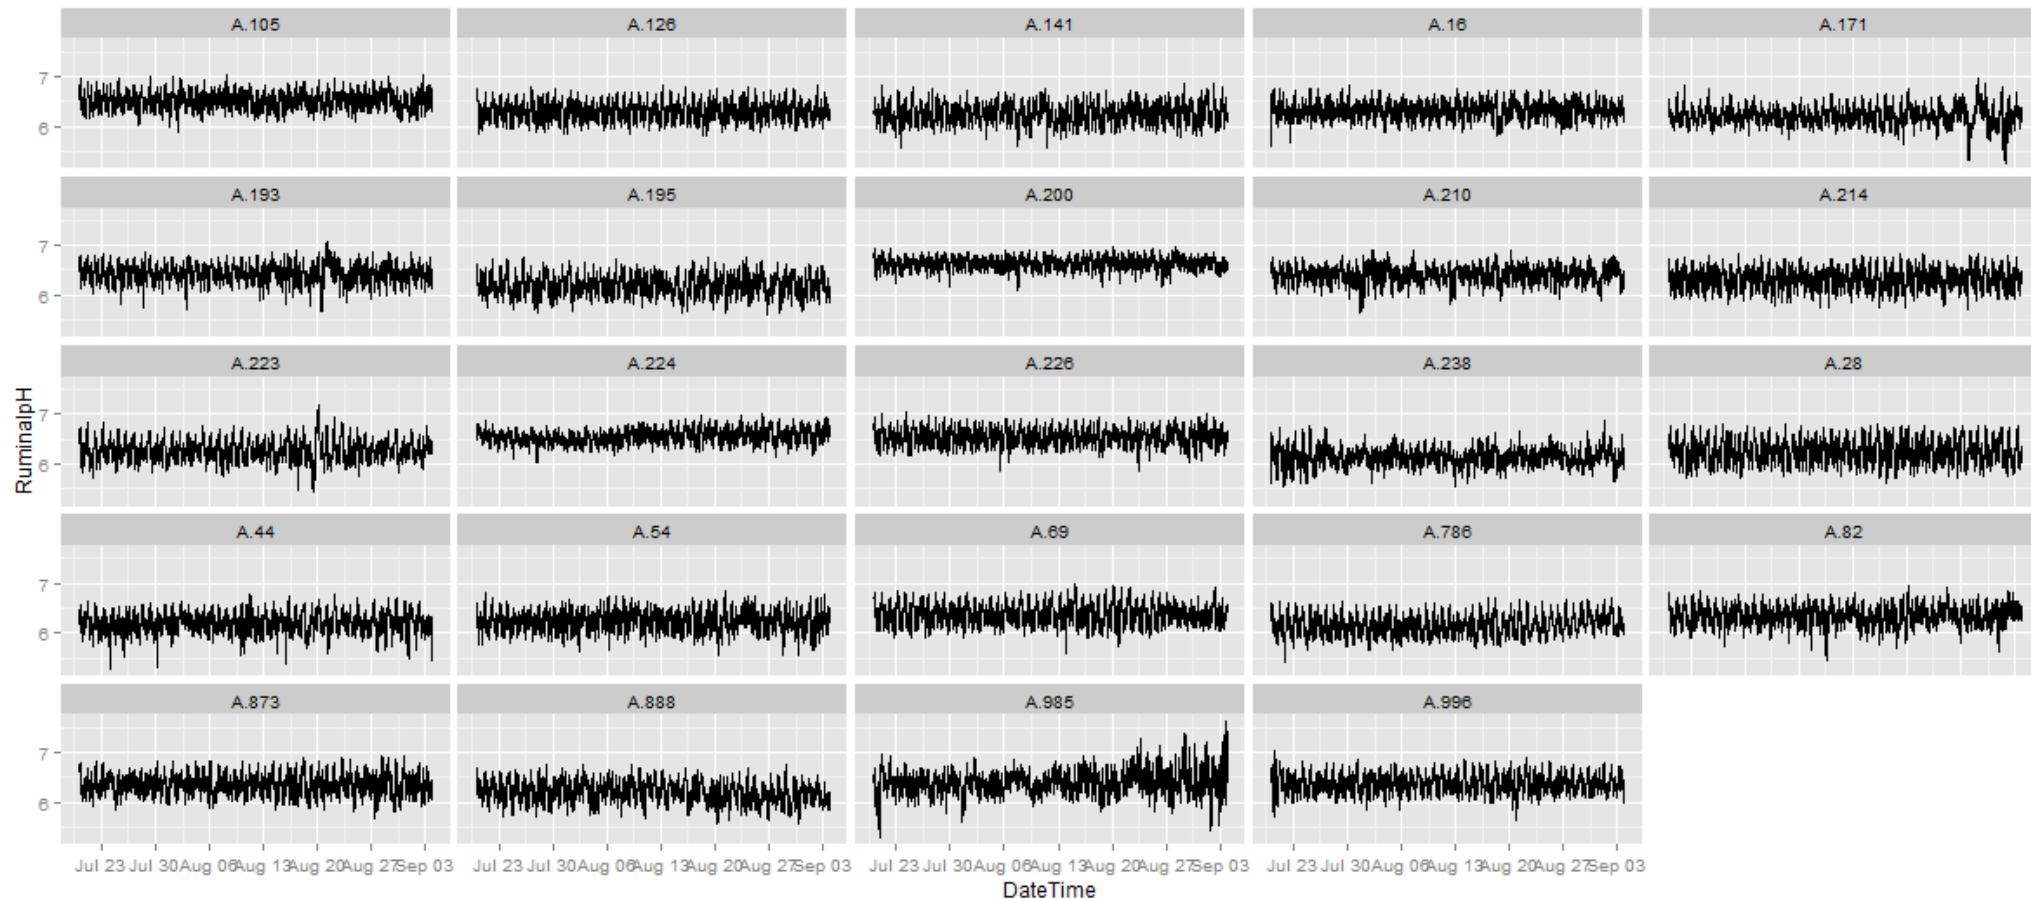 A.105 A.126 A.141 A.16 A.171
7
6
A.193 A.195 A.200 A.210 A.214
7
6
A.223 A.224 A.226 A.238 A.28
7
6
RuminalpH
A.44 A.54 A.69 A.786 A.82
7
6
A.873 A.888 A.985 A.996
7
6
Jul 23 Jul 30 Aug 06 Aug 13 Aug 20 Aug 27 Sep 03 Jul 23 Jul 30 Aug 06 Aug 13 Aug 20 Aug 27 Sep 03 Jul 23 Jul 30 Aug 06 Aug 13 Aug 20 Aug 27 Sep 03 Jul 23 Jul 30 Aug 06 Aug 13 Aug 20 Aug 27 Sep 03
DateTime